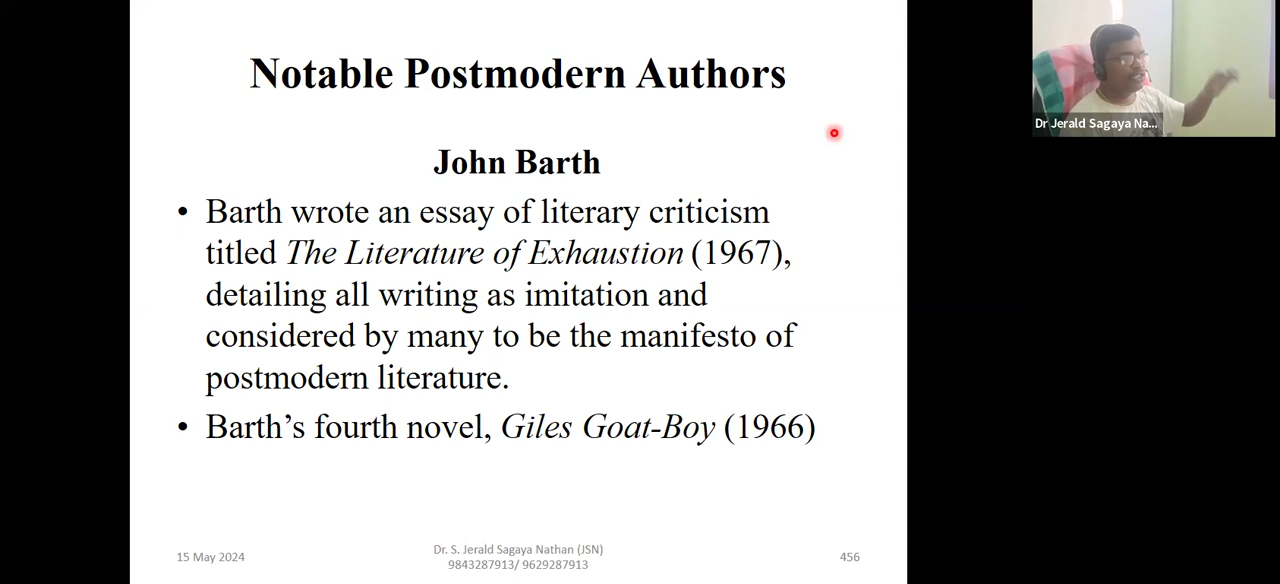 Notable Postmodern Authors
John Barth
• Barth wrote an essay of literary criticism
titled The Literature of Exhaustion (1967),
detailing all writing as imitation and
considered by many to be the manifesto of
postmodern literature.
• Barth’s fourth novel, Giles Goat-Boy (1966)
15 May 2024
Dr. S. Jerald Sagaya Nathan (JSN)
9843287913/ 9629287913
456
Dr Jerald Sagaya Na...